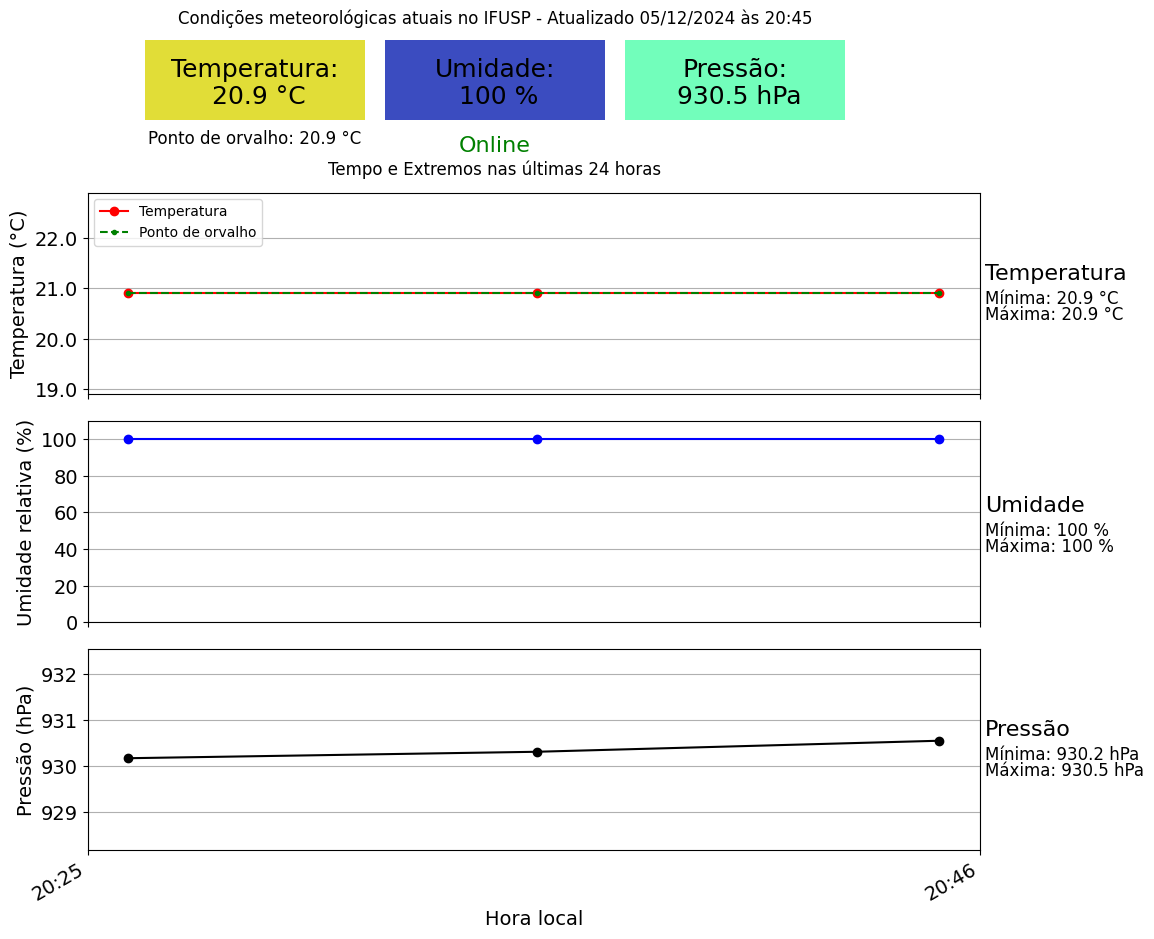 Condições meteorológicas atuais no IFUSP - Atualizado 05/12/2024 às 20:45
Temperatura:
20.9 °C
Umidade:
100 %
Pressão:
930.5 hPa
Ponto de orvalho: 20.9 °C
Online
Tempo e Extremos nas últimas 24 horas
Temperatura
Ponto de orvalho
Temperatura (°C)
22.0
21.0
20.0
19.0
Temperatura
Mínima: 20.9 °C
Máxima: 20.9 °C
Umidade relativa (%)
100
80
60
40
20
0
Umidade
Mínima: 100 %
Máxima: 100 %
Pressão (hPa)
932
931
930
929
Pressão
Mínima: 930.2 hPa
Máxima: 930.5 hPa
20:25
20:46
Hora local